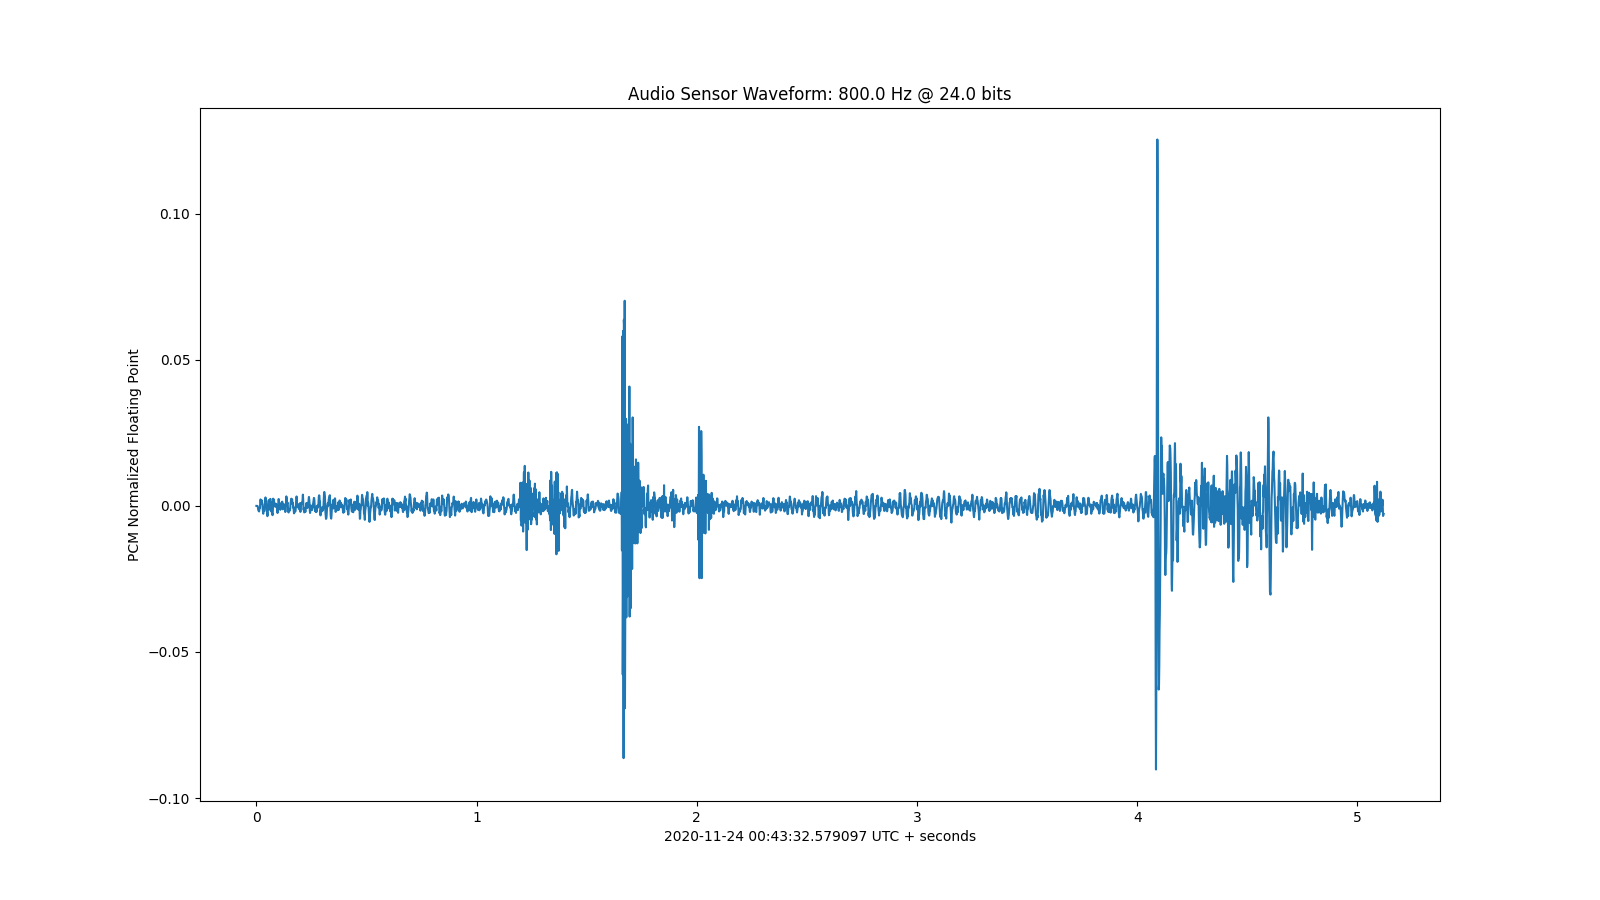 Audio Sensor Waveform: 800.0 Hz @ 24.0 bits
PCM Normalized Floating Point
0.10
0.05
0.00
−0.05
−0.10
0 1 2 3 4 5
2020-11-24 00:43:32.579097 UTC + seconds